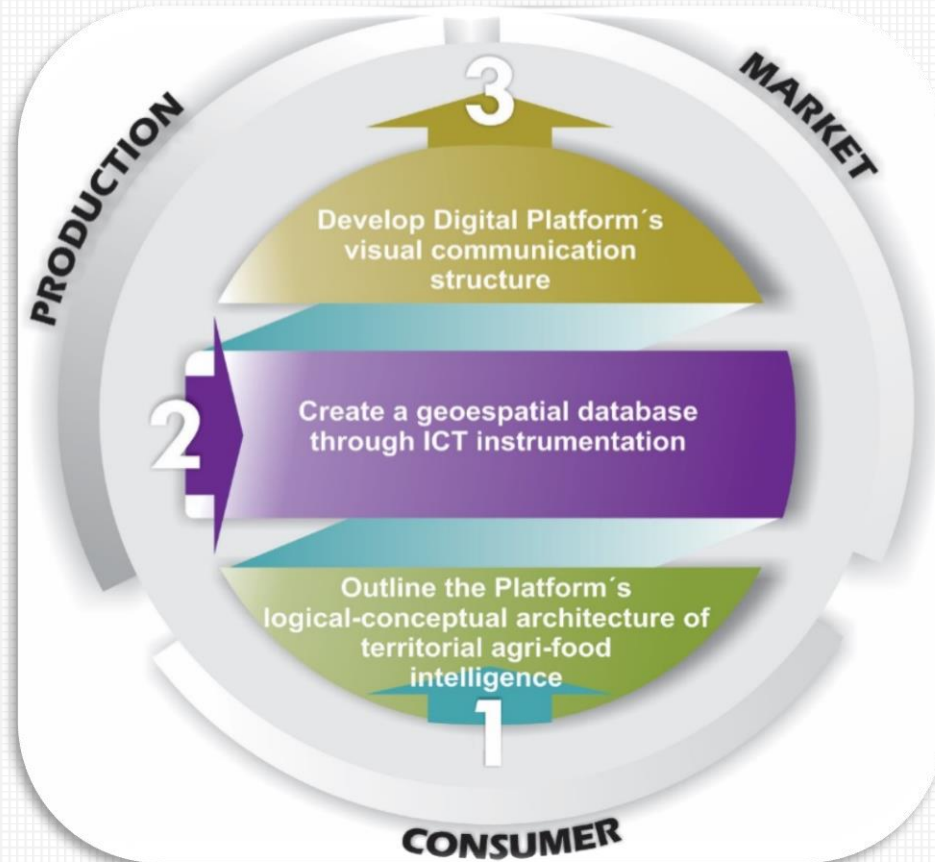 PRODUCTION
MARKET
3
Develop Digital Platform´s
visual communication
structure
2
Create a geoespatial database
through ICT instrumentation
Outline the Platform´s
logical-conceptual architecture of
territorial agri-food
intelligence
1
CONSUMER